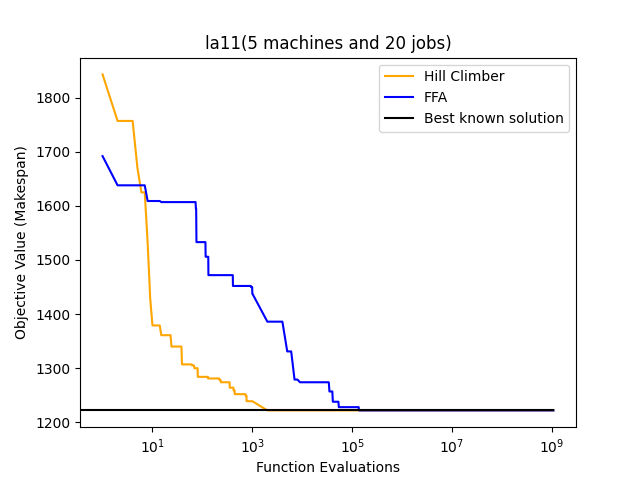 la11(5 machines and 20 jobs)
Hill Climber
FFA
Best known solution
Objective Value (Makespan)
1800
1700
1600
1500
1400
1300
1200
10^1 10^3 10^5 10^7 10^9
Function Evaluations